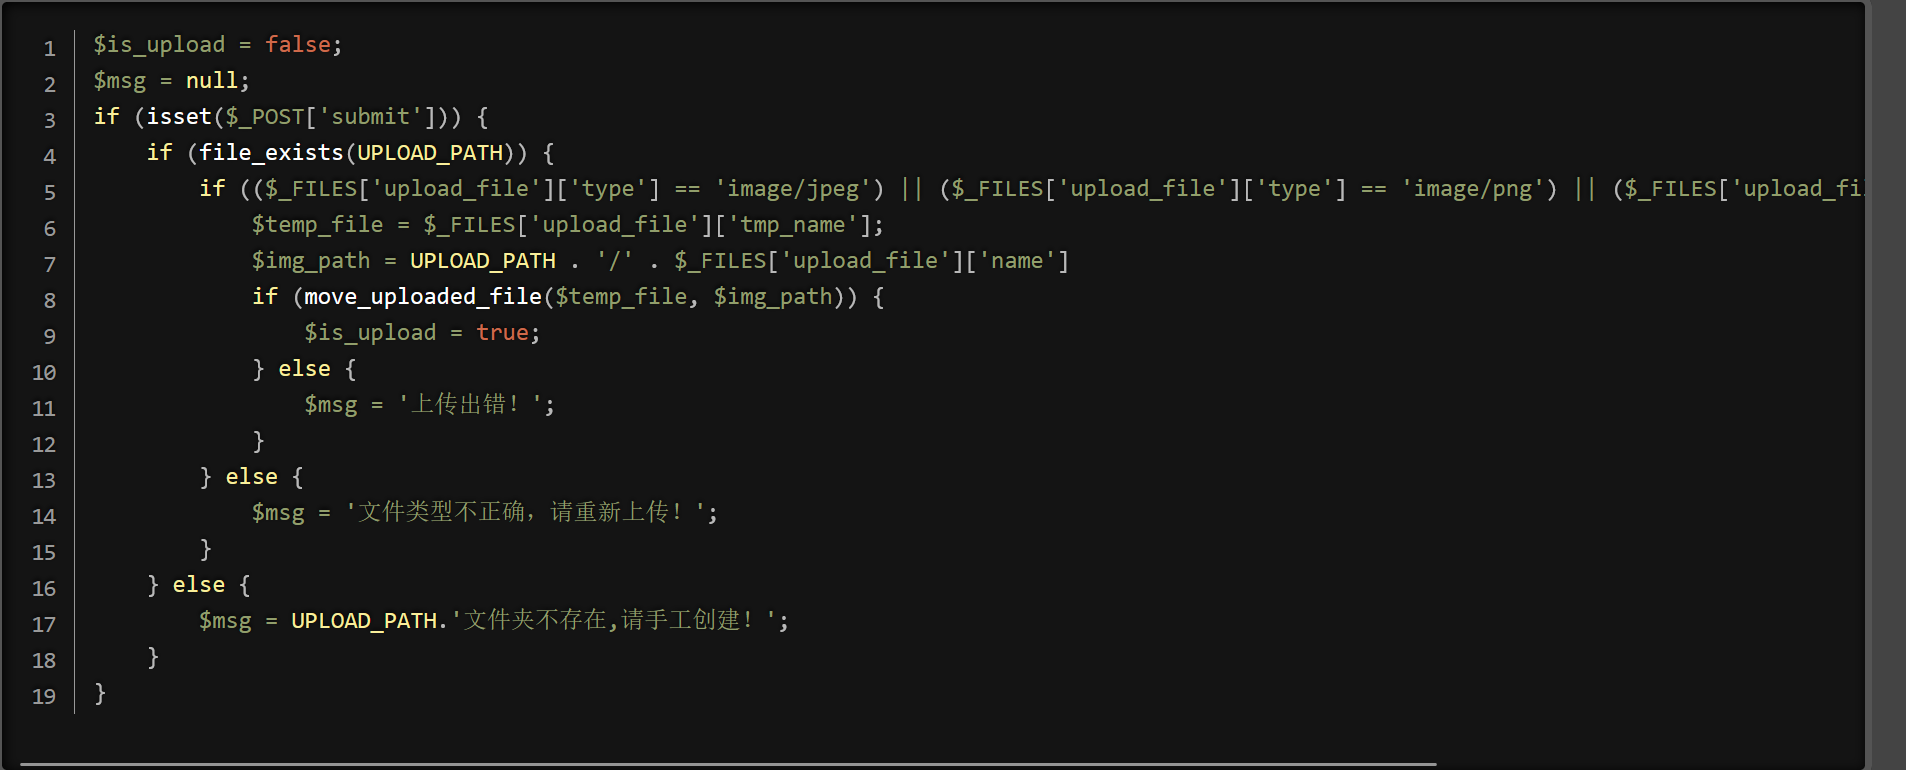 1 $is_upload = false;
2 $msg = null;
3 if (isset($_POST['submit'])) {
4     if (file_exists(UPLOAD_PATH)) {
5         if (($_FILES['upload_file']['type'] == 'image/jpeg') || ($_FILES['upload_file']['type'] == 'image/png') || ($_FILES['upload_fi
6             $temp_file = $_FILES['upload_file']['tmp_name'];
7             $img_path = UPLOAD_PATH . '/' . $_FILES['upload_file']['name']
8             if (move_uploaded_file($temp_file, $img_path)) {
9                 $is_upload = true;
10             } else {
11                 $msg = '上传出错！';
12             }
13         } else {
14             $msg = '文件类型不正确，请重新上传！';
15         }
16     } else {
17         $msg = UPLOAD_PATH.'文件夹不存在,请手工创建！';
18     }
19 }